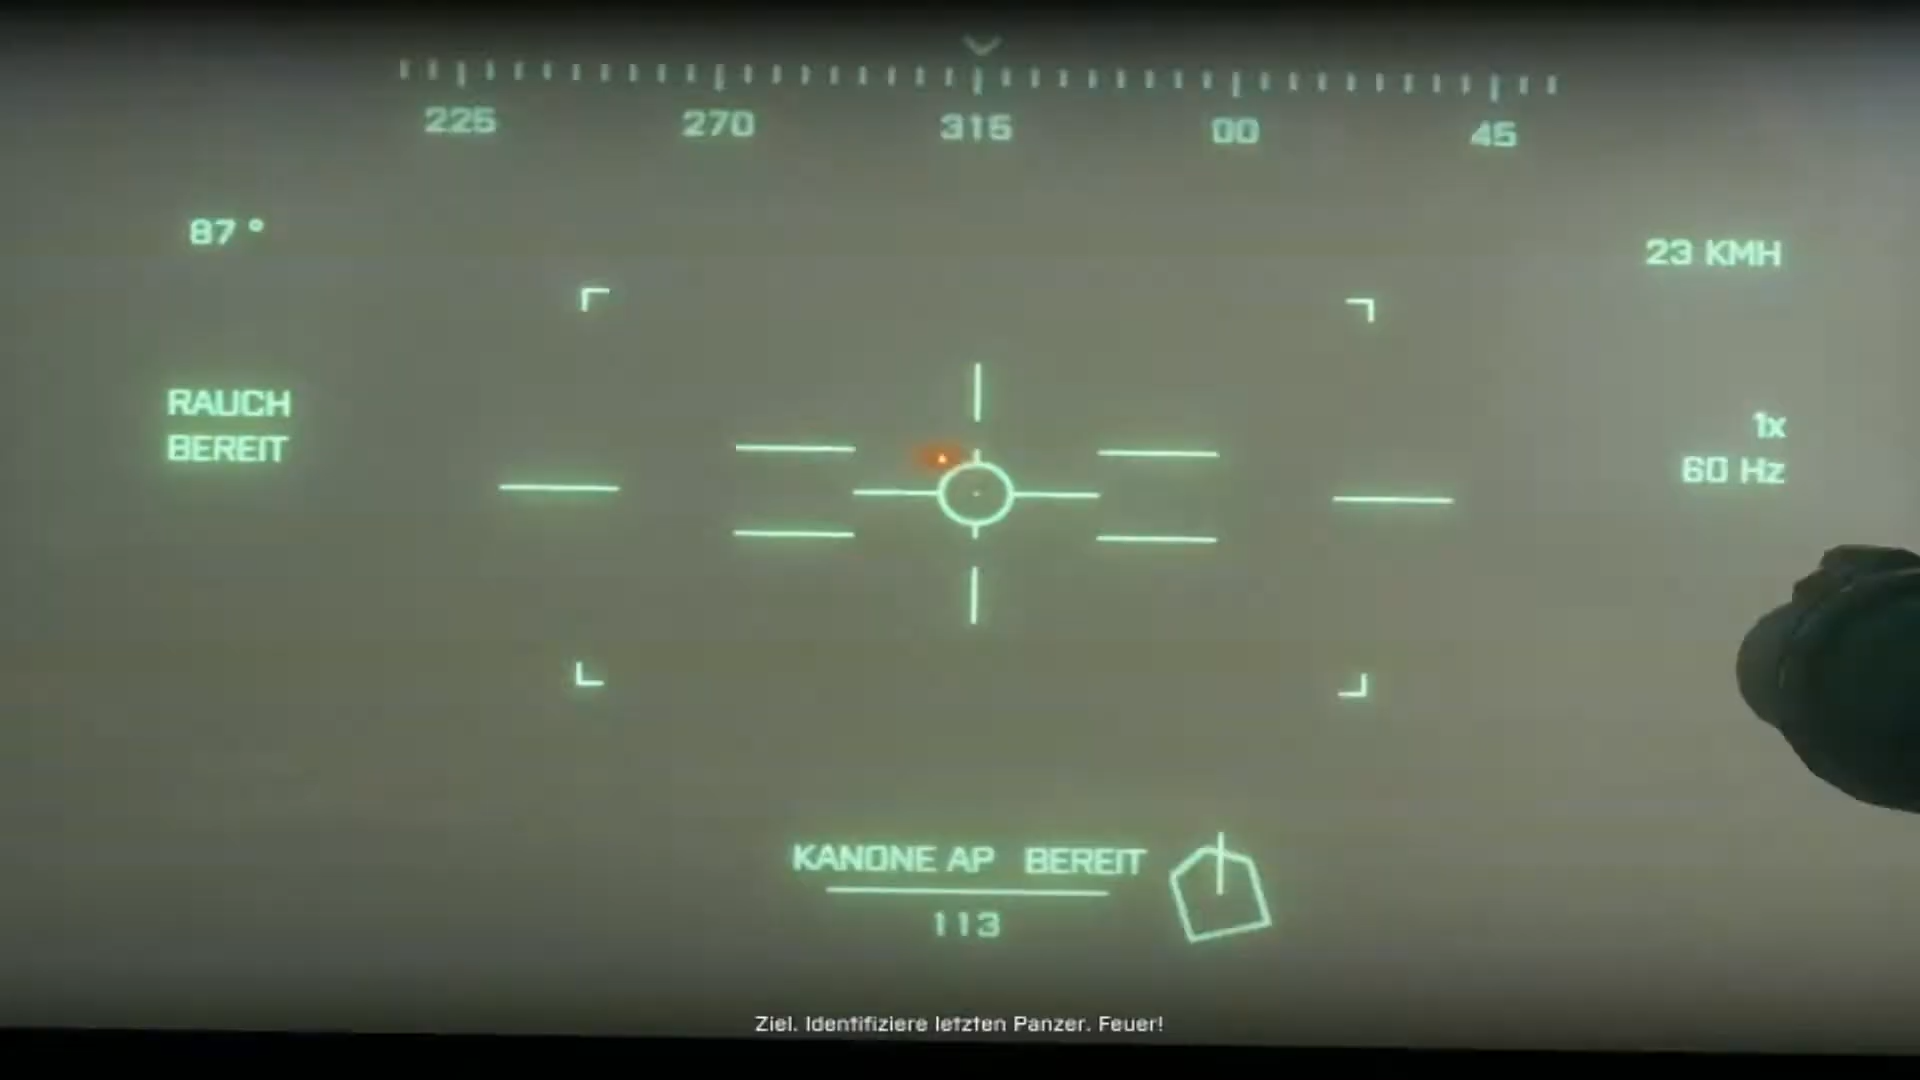 225 270 315 00 45
87 °
23 KMH
RAUCH
BEREIT
1x
60 Hz
KANONE AP BEREIT
113
Ziel. Identifiziere letzten Panzer. Feuer!